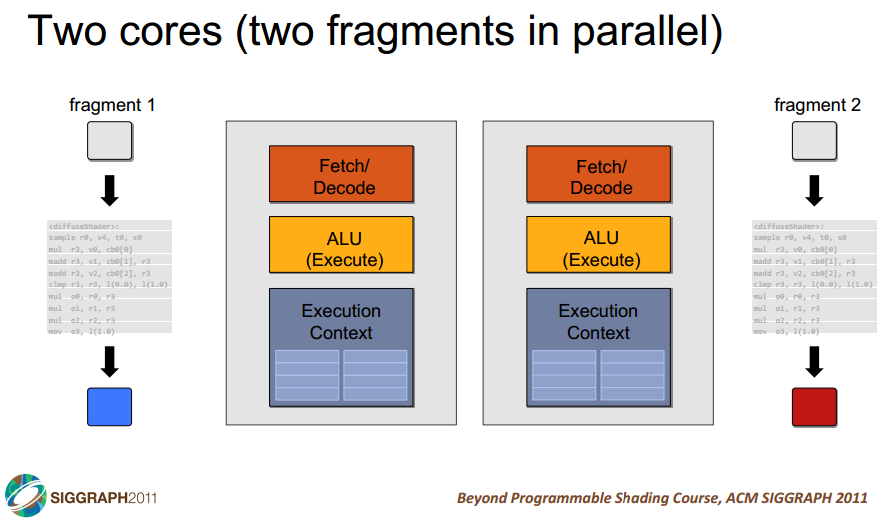 Two cores (two fragments in parallel)
fragment 1
<diffuseShader>:
sample r0, v4, t0, s0
mul r3, v0, cb0[0]
madd r3, v1, cb0[1], r3
madd r3, v2, cb0[2], r3
clmp r3, r3, l(0.0), l(1.0)
mul o0, r0, r3
mul o1, r1, r3
mul o2, r2, r3
mov o3, l(1.0)
Fetch/
Decode
ALU
(Execute)
Execution
Context
Fetch/
Decode
ALU
(Execute)
Execution
Context
fragment 2
<diffuseShader>:
sample r0, v4, t0, s0
mul r3, v0, cb0[0]
madd r3, v1, cb0[1], r3
madd r3, v2, cb0[2], r3
clmp r3, r3, l(0.0), l(1.0)
mul o0, r0, r3
mul o1, r1, r3
mul o2, r2, r3
mov o3, l(1.0)
SIGGRAPH2011
Beyond Programmable Shading Course, ACM SIGGRAPH 2011